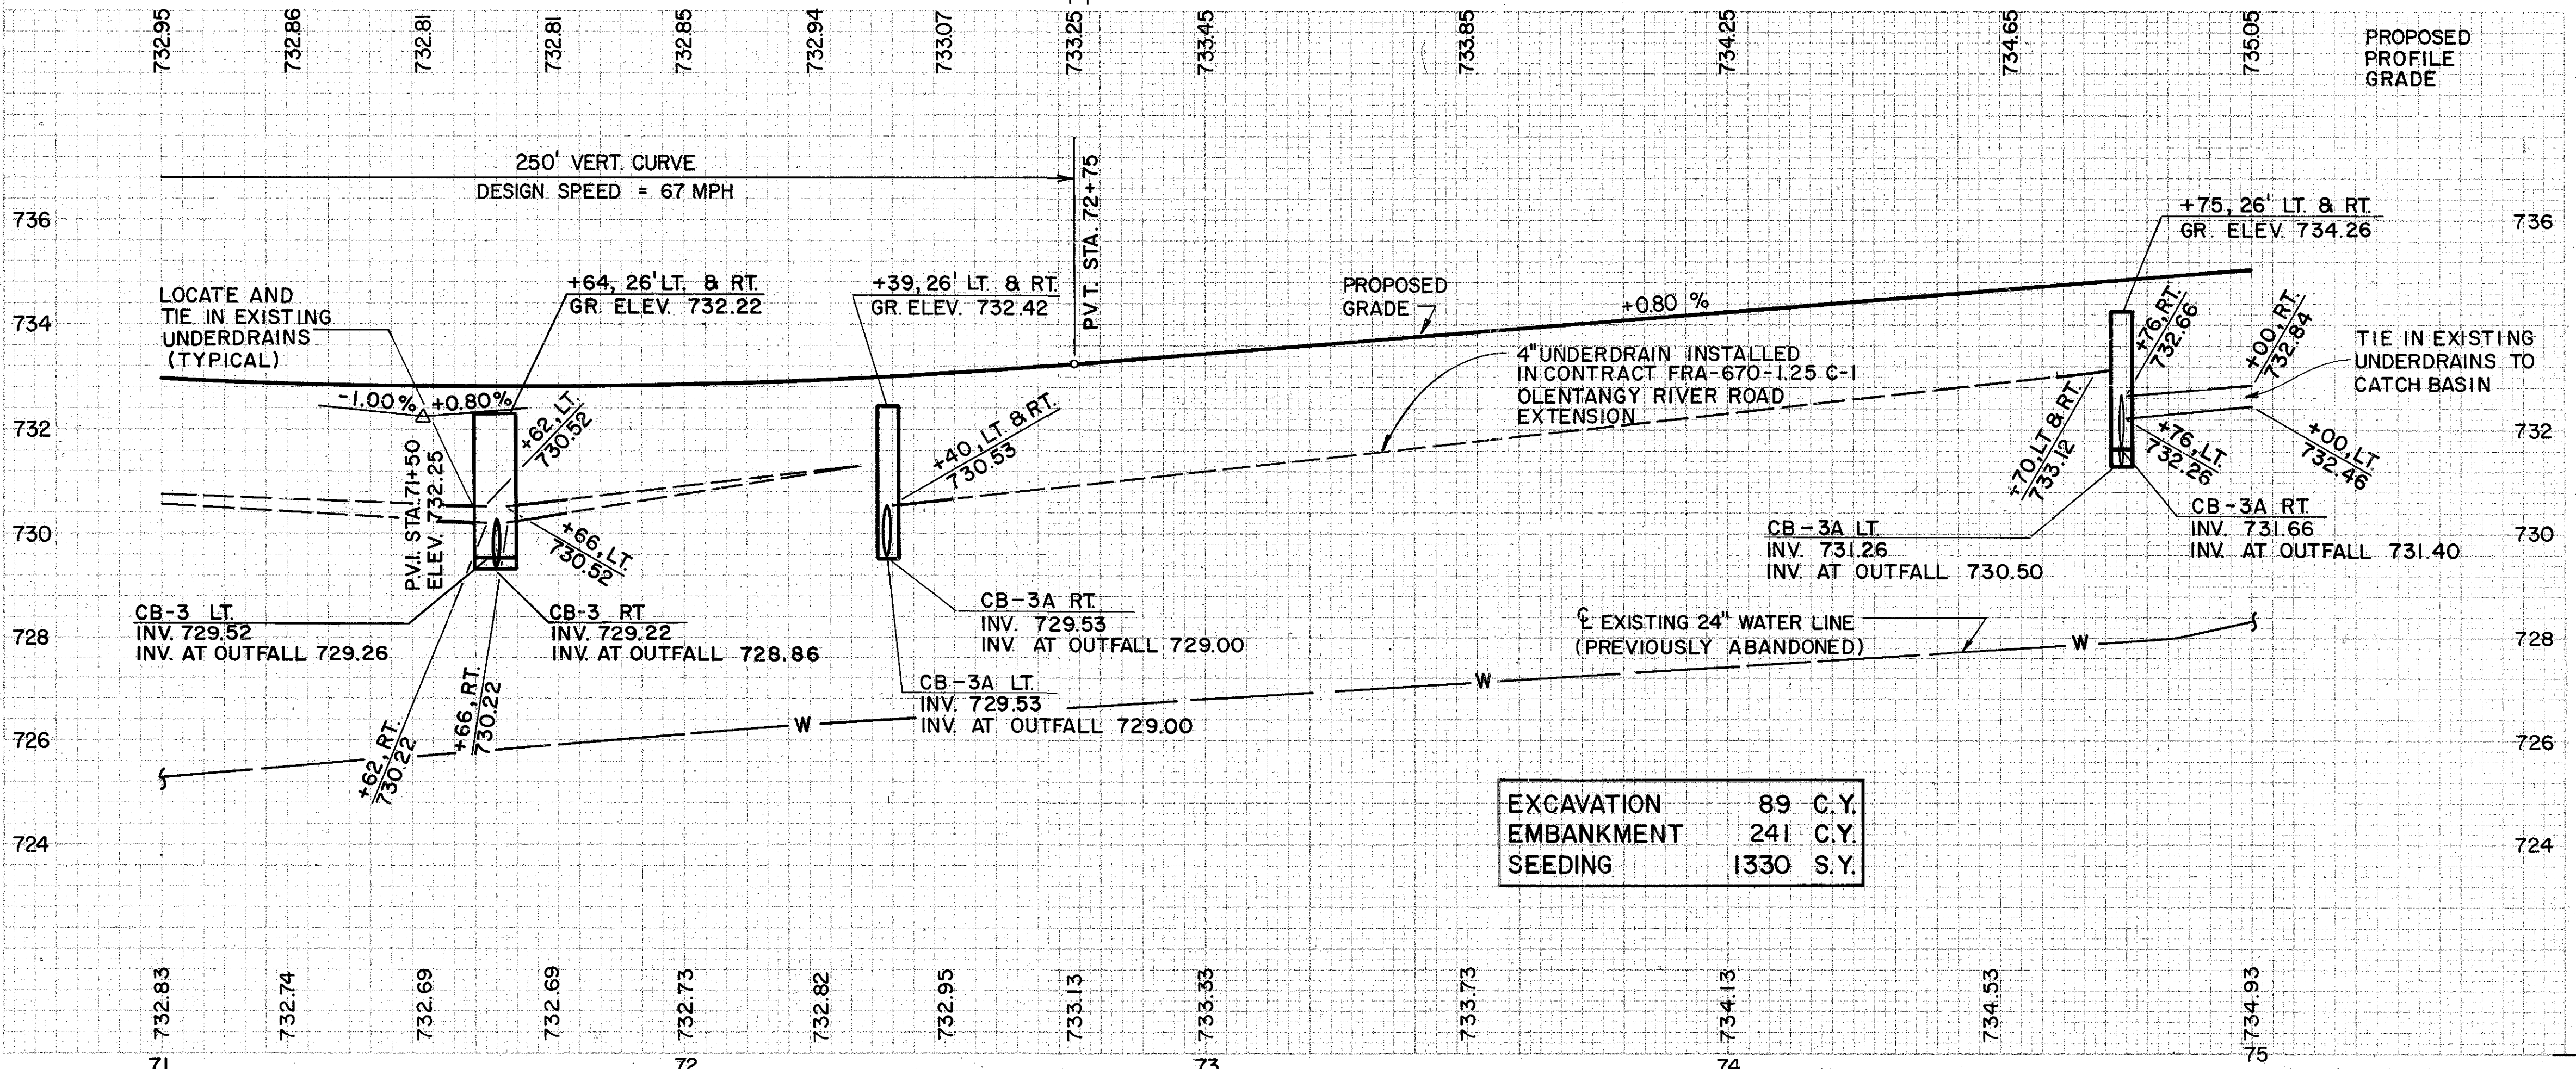 732.95 732.86 732.81 732.81 732.85 732.94 733.07 733.25 733.45 733.85 734.25 734.65 735.05
PROPOSED
PROFILE
GRADE
250' VERT. CURVE
DESIGN SPEED = 67 MPH
P.V.T. STA. 72+75
736
734
732
730
728
726
724
LOCATE AND
TIE IN EXISTING
UNDERDRAINS
(TYPICAL)
-1.00% +0.80%
P.V.I. STA. 71+50
ELEV. 732.25
+64, 26' LT. & RT.
GR. ELEV. 732.22
+62, LT.
730.52
+66, LT.
730.52
CB-3 LT.
INV. 729.52
INV. AT OUTFALL 729.26
CB-3 RT.
INV. 729.22
INV. AT OUTFALL 728.86
+62, RT.
730.22
+66, RT.
730.22
+39, 26' LT. & RT.
GR. ELEV. 732.42
+40, LT. & RT.
730.53
CB-3A RT.
INV. 729.53
INV. AT OUTFALL 729.00
CB-3A LT.
INV. 729.53
INV. AT OUTFALL 729.00
W
PROPOSED
GRADE
+0.80 %
4" UNDERDRAIN INSTALLED
IN CONTRACT FRA-670-1.25 C-1
OLENTANGY RIVER ROAD
EXTENSION
W
℄ EXISTING 24" WATER LINE
(PREVIOUSLY ABANDONED)
W
+75, 26' LT. & RT.
GR. ELEV. 734.26
+76, RT.
732.66
+00, RT.
732.84
TIE IN EXISTING
UNDERDRAINS TO
CATCH BASIN
+70, LT & RT.
733.12
+76, LT.
732.26
+00, LT.
732.46
CB-3A LT.
INV. 731.26
INV. AT OUTFALL 730.50
CB-3A RT.
INV. 731.66
INV. AT OUTFALL 731.40
736
734
732
730
728
726
724
EXCAVATION 89 C.Y.
EMBANKMENT 241 C.Y.
SEEDING 1330 S.Y.
732.83 732.74 732.69 732.69 732.73 732.82 732.95 733.13 733.33 733.73 734.13 734.53 734.93
71 72 73 74 75